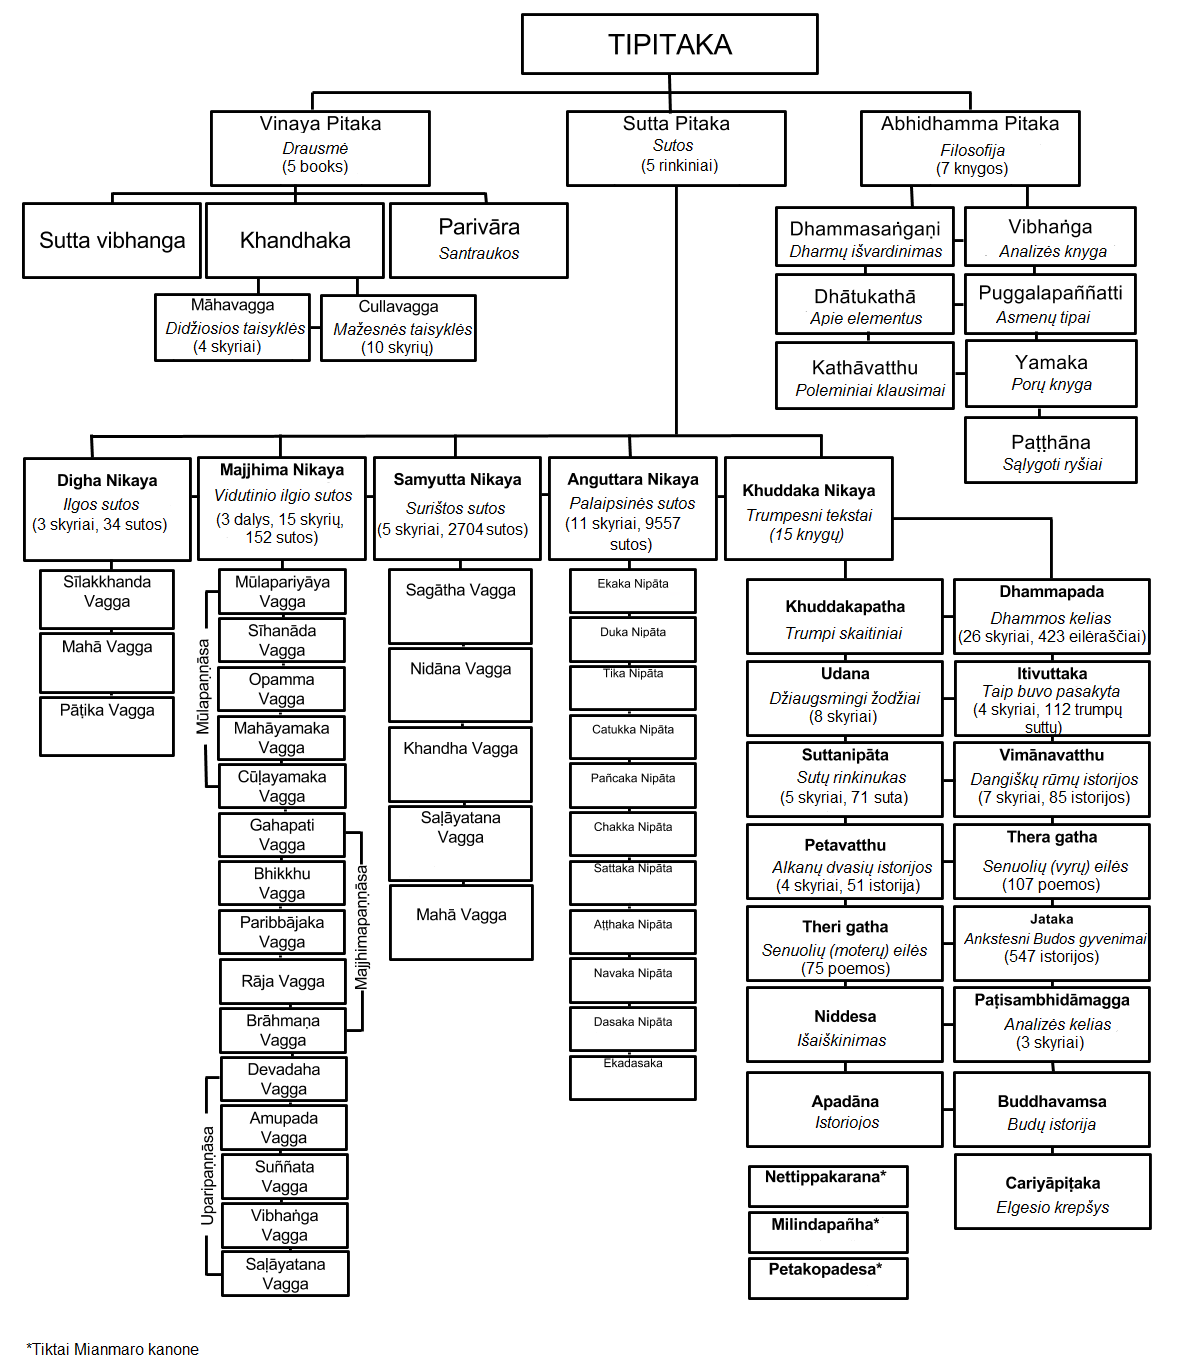 TIPITAKA
Vinaya Pitaka
Drausmė
(5 books)
Sutta Pitaka
Sutos
(5 rinkiniai)
Abhidhamma Pitaka
Filosofija
(7 knygos)
Sutta vibhanga
Khandhaka
Parivāra
Santraukos
Māhavagga
Didžiosios taisyklės
(4 skyriai)
Cullavagga
Mažesnės taisyklės
(10 skyrių)
Dhammasaṅgaṇi
Dharmų išvardinimas
Vibhaṅga
Analizės knyga
Dhātukathā
Apie elementus
Puggalapaññatti
Asmenų tipai
Kathāvatthu
Poleminiai klausimai
Yamaka
Porų knyga
Paṭṭhāna
Sąlygoti ryšiai
Digha Nikaya
Ilgos sutos
(3 skyriai, 34 sutos)
Majjhima Nikaya
Vidutinio ilgio sutos
(3 dalys, 15 skyrių,
152 sutos)
Samyutta Nikaya
Surištos sutos
(5 skyriai, 2704 sutos)
Anguttara Nikaya
Palaipsinės sutos
(11 skyriai, 9557
sutos)
Khuddaka Nikaya
Trumpesni tekstai
(15 knygų)
Sīlakkhanda
Vagga
Mahā Vagga
Pāṭika Vagga
Mūlapaṇṇāsa
Mūlapariyāya
Vagga
Sīhanāda
Vagga
Opamma
Vagga
Mahāyamaka
Vagga
Cūḷayamaka
Vagga
Majjhimapaṇṇāsa
Gahapati
Vagga
Bhikkhu
Vagga
Paribbājaka
Vagga
Rāja Vagga
Brāhmaṇa
Vagga
Uparipaṇṇāsa
Devadaha
Vagga
Amupada
Vagga
Suññata
Vagga
Vibhaṅga
Vagga
Saḷāyatana
Vagga
Sagātha Vagga
Nidāna Vagga
Khandha Vagga
Saḷāyatana
Vagga
Mahā Vagga
Ekaka Nipāta
Duka Nipāta
Tika Nipāta
Catukka Nipāta
Pañcaka Nipāta
Chakka Nipāta
Sattaka Nipāta
Aṭṭhaka Nipāta
Navaka Nipāta
Dasaka Nipāta
Ekadasaka
Khuddakapatha
Trumpi skaitiniai
Dhammapada
Dhammos kelias
(26 skyriai, 423 eilėraščiai)
Udana
Džiaugsmingi žodžiai
(8 skyriai)
Itivuttaka
Taip buvo pasakyta
(4 skyriai, 112 trumpų
suttų)
Suttanipāta
Sutų rinkinukas
(5 skyriai, 71 suta)
Vimānavatthu
Dangiškų rūmų istorijos
(7 skyriai, 85 istorijos)
Petavatthu
Alkanų dvasių istorijos
(4 skyriai, 51 istorija)
Thera gatha
Senuolių (vyrų) eilės
(107 poemos)
Theri gatha
Senuolių (moterų) eilės
(75 poemos)
Jataka
Ankstesni Budos gyvenimai
(547 istorijos)
Niddesa
Išaiškinimas
Paṭisambhidāmagga
Analizės kelias
(3 skyriai)
Apadāna
Istoriojos
Buddhavamsa
Budų istorija
Cariyāpiṭaka
Elgesio krepšys
Nettippakarana*
Milindapañha*
Petakopadesa*
*Tiktai Mianmaro kanone